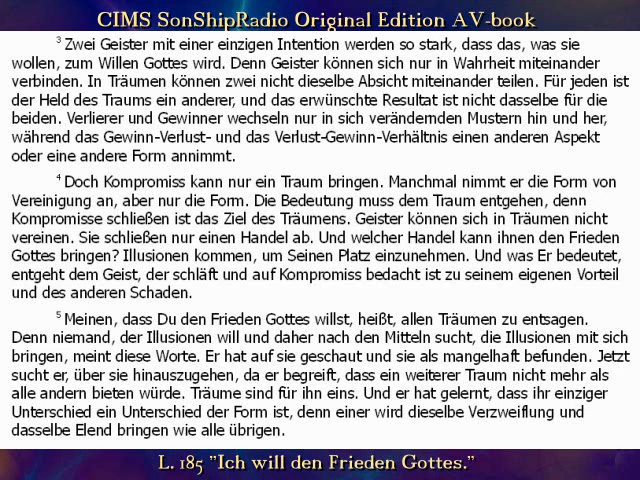 CIMS SonShipRadio Original Edition AV-book
3 Zwei Geister mit einer einzigen Intention werden so stark, dass das, was sie
wollen, zum Willen Gottes wird. Denn Geister können sich nur in Wahrheit miteinander
verbinden. In Träumen können zwei nicht dieselbe Absicht miteinander teilen. Für jeden ist
der Held des Traums ein anderer, und das erwünschte Resultat ist nicht dasselbe für die
beiden. Verlierer und Gewinner wechseln nur in sich verändernden Mustern hin und her,
während das Gewinn-Verlust- und das Verlust-Gewinn-Verhältnis einen anderen Aspekt
oder eine andere Form annimmt.
4 Doch Kompromiss kann nur ein Traum bringen. Manchmal nimmt er die Form von
Vereinigung an, aber nur die Form. Die Bedeutung muss dem Traum entgehen, denn
Kompromisse schließen ist das Ziel des Träumens. Geister können sich in Träumen nicht
vereinen. Sie schließen nur einen Handel ab. Und welcher Handel kann ihnen den Frieden
Gottes bringen? Illusionen kommen, um Seinen Platz einzunehmen. Und was Er bedeutet,
entgeht dem Geist, der schläft und auf Kompromiss bedacht ist zu seinem eigenen Vorteil
und des anderen Schaden.
5 Meinen, dass Du den Frieden Gottes willst, heißt, allen Träumen zu entsagen.
Denn niemand, der Illusionen will und daher nach den Mitteln sucht, die Illusionen mit sich
bringen, meint diese Worte. Er hat auf sie geschaut und sie als mangelhaft befunden. Jetzt
sucht er, über sie hinauszugehen, da er begreift, dass ein weiterer Traum nicht mehr als
alle andern bieten würde. Träume sind für ihn eins. Und er hat gelernt, dass ihr einziger
Unterschied ein Unterschied der Form ist, denn einer wird dieselbe Verzweiflung und
dasselbe Elend bringen wie alle übrigen.
L. 185 "Ich will den Frieden Gottes."